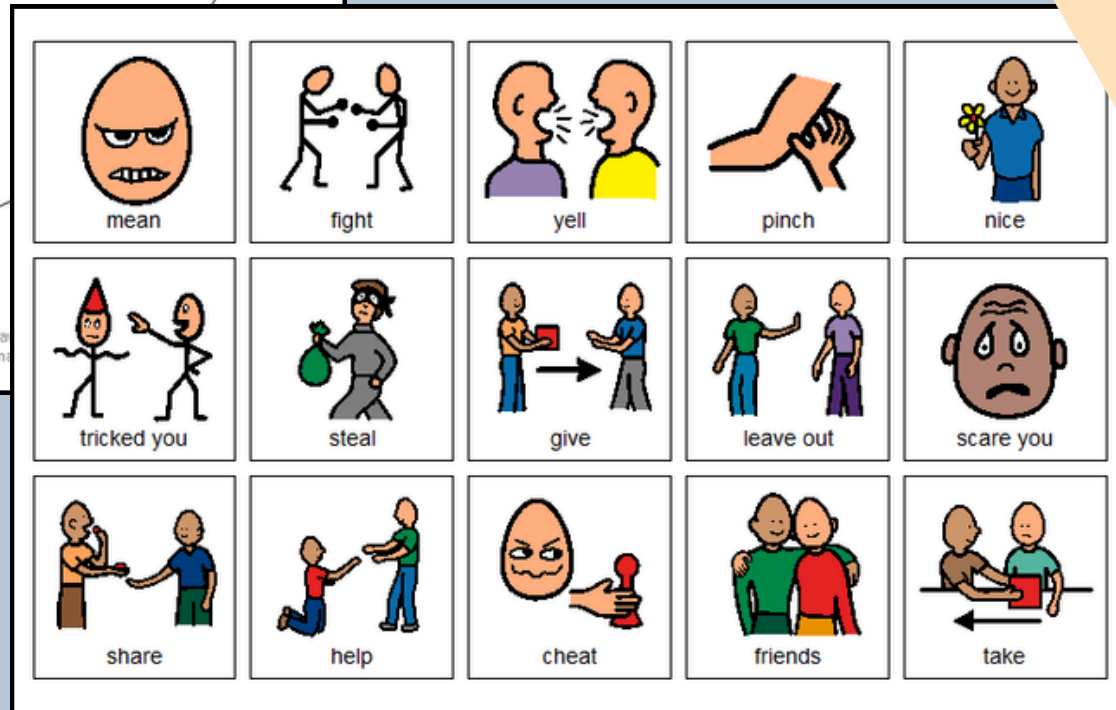 mean
fight
yell
pinch
nice
tricked you
steal
give
leave out
scare you
share
help
cheat
friends
take